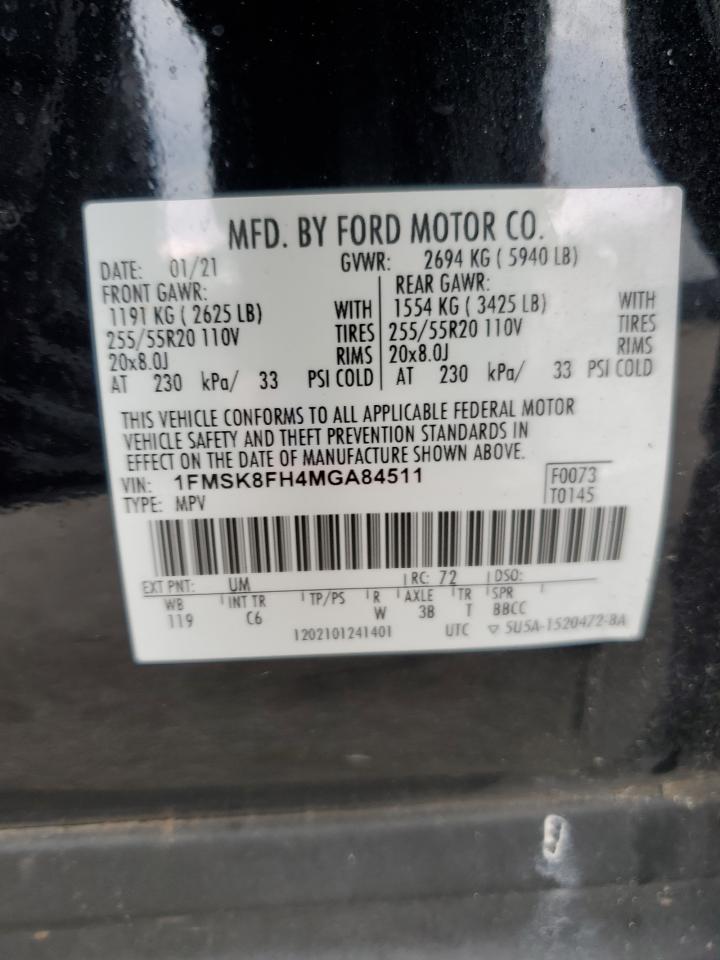 MFD. BY FORD MOTOR CO.
DATE: 01/21 GVWR: 2694 KG ( 5940 LB)
FRONT GAWR: REAR GAWR:
1191 KG ( 2625 LB) WITH 1554 KG ( 3425 LB) WITH
255/55R20 110V TIRES 255/55R20 110V TIRES
20x8.0J RIMS 20x8.0J RIMS
AT 230 kPa/ 33 PSI COLD AT 230 kPa/ 33 PSI COLD
THIS VEHICLE CONFORMS TO ALL APPLICABLE FEDERAL MOTOR
VEHICLE SAFETY AND THEFT PREVENTION STANDARDS IN
EFFECT ON THE DATE OF MANUFACTURE SHOWN ABOVE.
VIN: 1FMSK8FH4MGA84511 F0073
TYPE: MPV T0145
EXT PNT: UM RC: 72 DSO:
WB INT TR TP/PS R AXLE TR SPR
119 C6 W 3B T BBCC
1202101241401 UTC ▽ 5U5A-1520472-BA